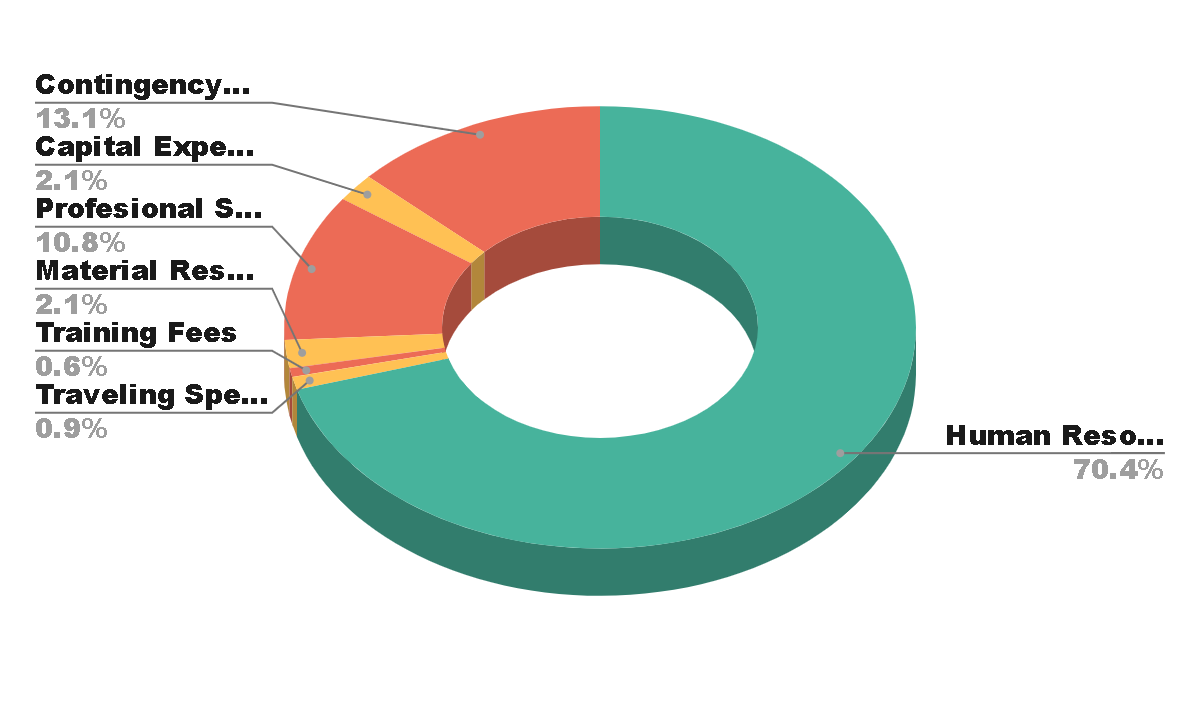 Contingency...
13.1%
Capital Expe...
2.1%
Profesional S...
10.8%
Material Res...
2.1%
Training Fees
0.6%
Traveling Spe...
0.9%
Human Reso...
70.4%